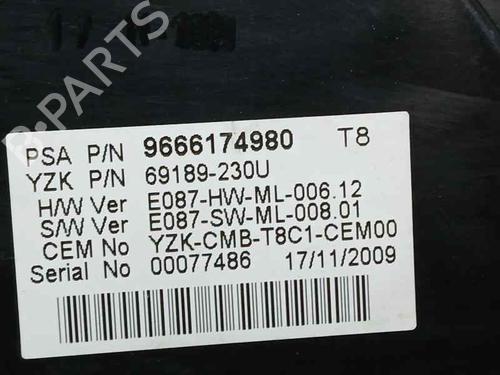 B-PARTS
PSA P/N 9666174980 T8
YZK P/N 69189-230U
H/W Ver E087-HW-ML-006.12
S/W Ver E087-SW-ML-008.01
CEM No YZK-CMB-T8C1-CEM00
Serial No 00077486 17/11/2009